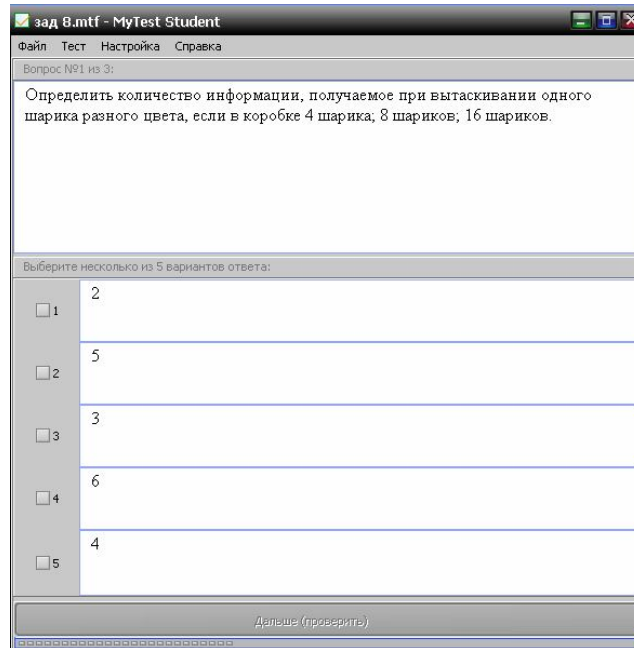 зад 8.mtf - MyTest Student
Файл Тест Настройка Справка
Вопрос №1 из 3:
Определить количество информации, получаемое при вытаскивании одного
шарика разного цвета, если в коробке 4 шарика; 8 шариков; 16 шариков.
Выберите несколько из 5 вариантов ответа:
1 2
2 5
3 3
4 6
5 4
Дальше (проверить)